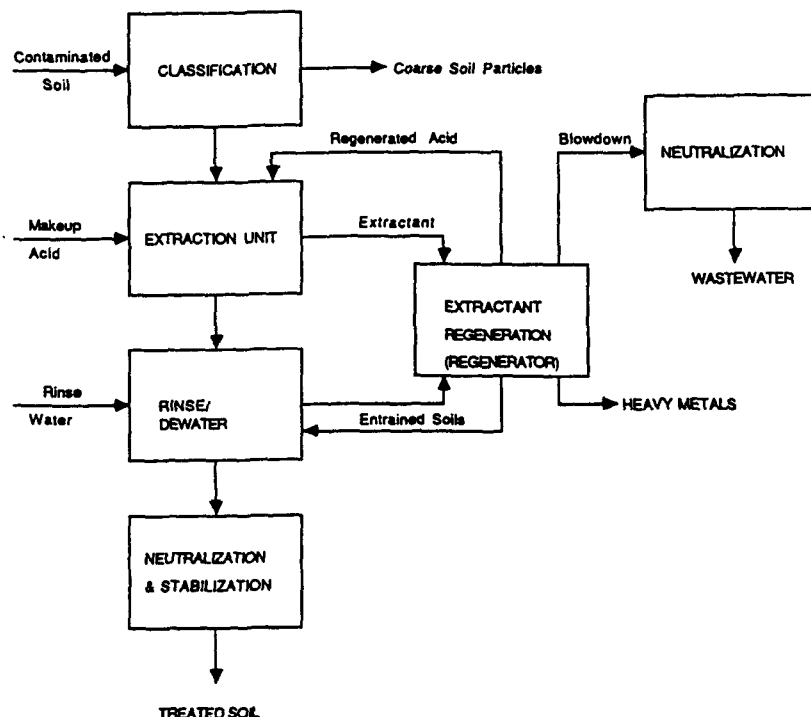 Contaminated
Soil
CLASSIFICATION
Coarse Soil Particles
Regenerated Acid
Blowdown
NEUTRALIZATION
Makeup
Acid
EXTRACTION UNIT
Extractant
WASTEWATER
EXTRACTANT
REGENERATION
(REGENERATOR)
Rinse
Water
RINSE/
DEWATER
Entrained Soils
HEAVY METALS
NEUTRALIZATION
& STABILIZATION
TREATED SOIL